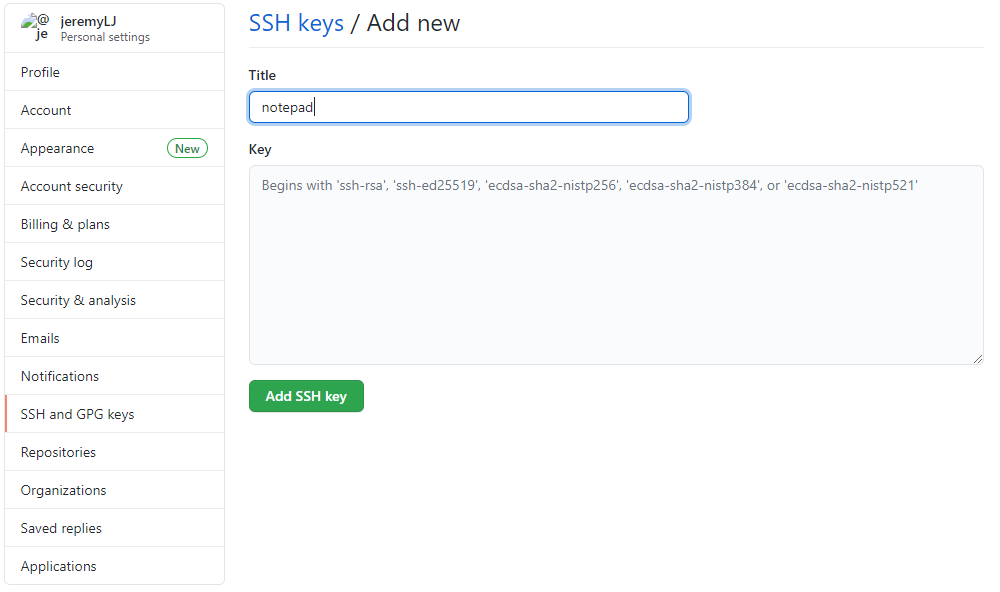 @
je
jeremyLJ
Personal settings
Profile
Account
Appearance New
Account security
Billing & plans
Security log
Security & analysis
Emails
Notifications
SSH and GPG keys
Repositories
Organizations
Saved replies
Applications
SSH keys / Add new
Title
notepad
Key
Begins with 'ssh-rsa', 'ssh-ed25519', 'ecdsa-sha2-nistp256', 'ecdsa-sha2-nistp384', or 'ecdsa-sha2-nistp521'
Add SSH key